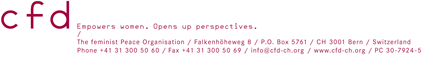 cfd
Empowers women. Opens up perspectives.
/
The feminist Peace Organisation / Falkenhöheweg 8 / P.O. Box 5761 / CH 3001 Bern / Switzerland
Phone +41 31 300 50 60 / Fax +41 31 300 50 69 / info@cfd-ch.org / www.cfd-ch.org / PC 30-7924-5